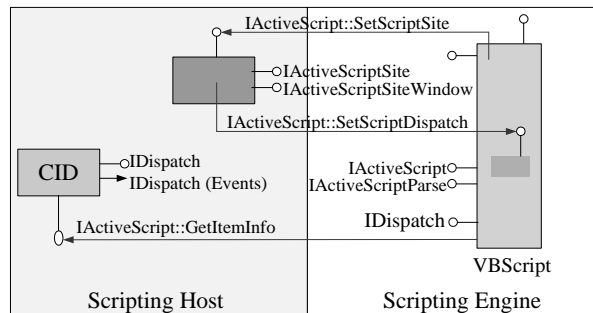 IActiveScript::SetScriptSite
IActiveScriptSite
IActiveScriptSiteWindow
IActiveScript::SetScriptDispatch
CID
IDispatch
IDispatch (Events)
IActiveScript
IActiveScriptParse
IDispatch
IActiveScript::GetItemInfo
VBScript
Scripting Host
Scripting Engine